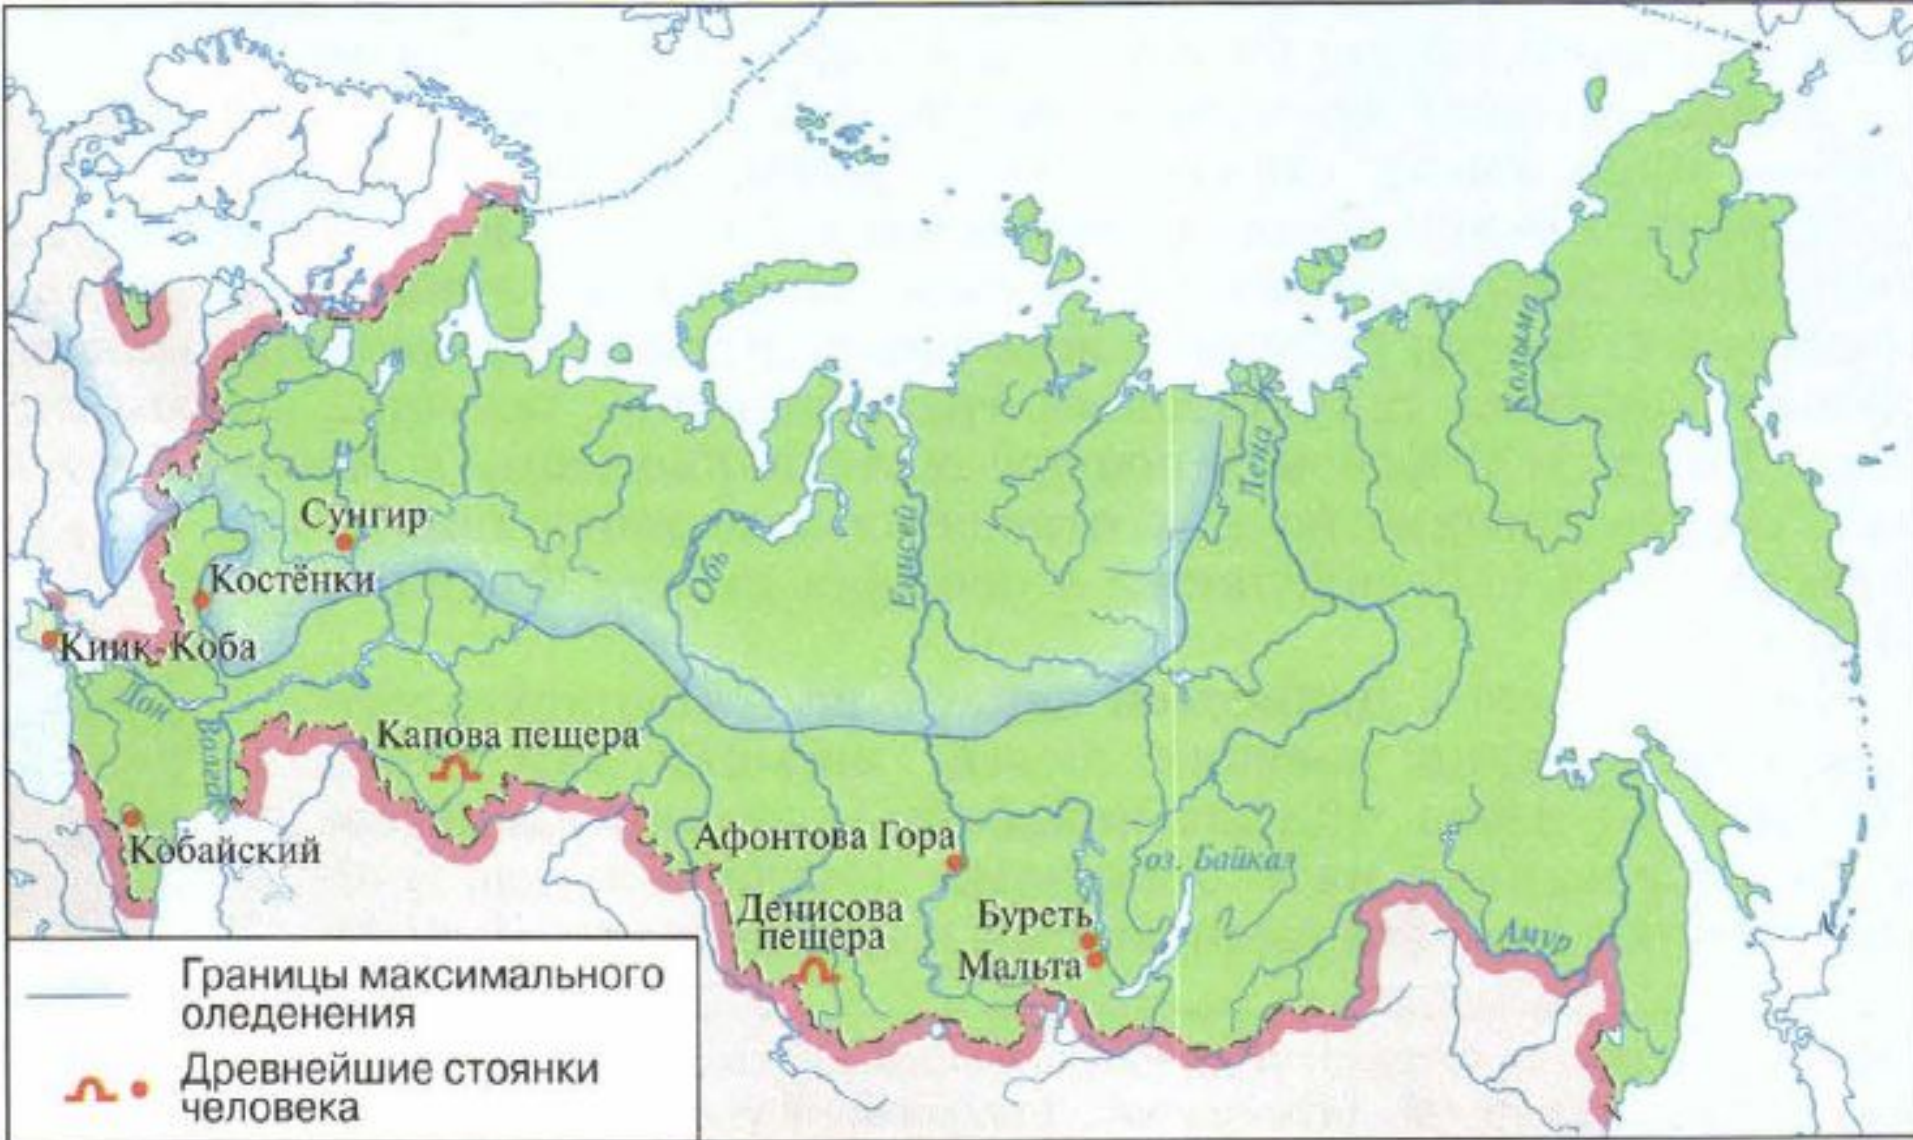 Колыма
Лена
Сунгир
Енисей
Обь
Костёнки
Киик-Коба
Дон
Волга
Капова пещера
Афонтова Гора
Кобайский
оз. Байкал
Денисова
пещера
Буреть
Мальта
Амур
Границы максимального
оледенения
Древнейшие стоянки
человека